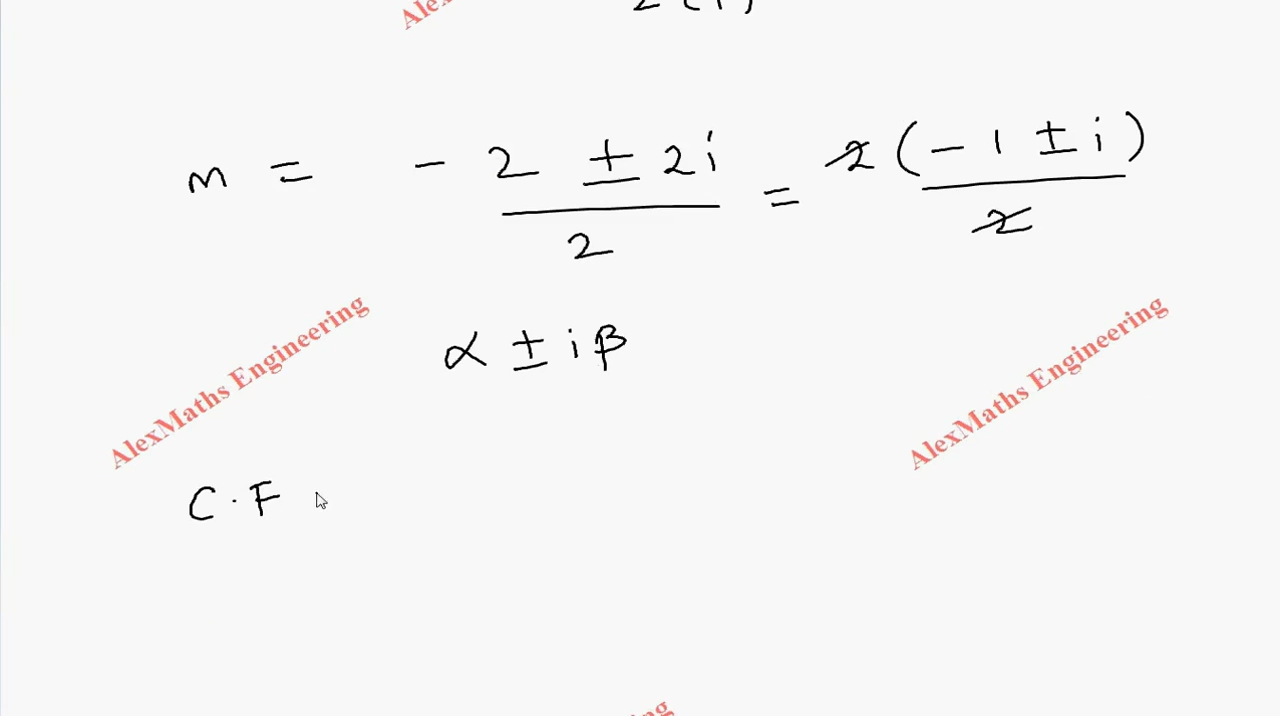 m = - 2 ± 2i / 2 = 2 (-1 ± i) / 2
α ± iβ
AlexMaths Engineering
AlexMaths Engineering
C.F